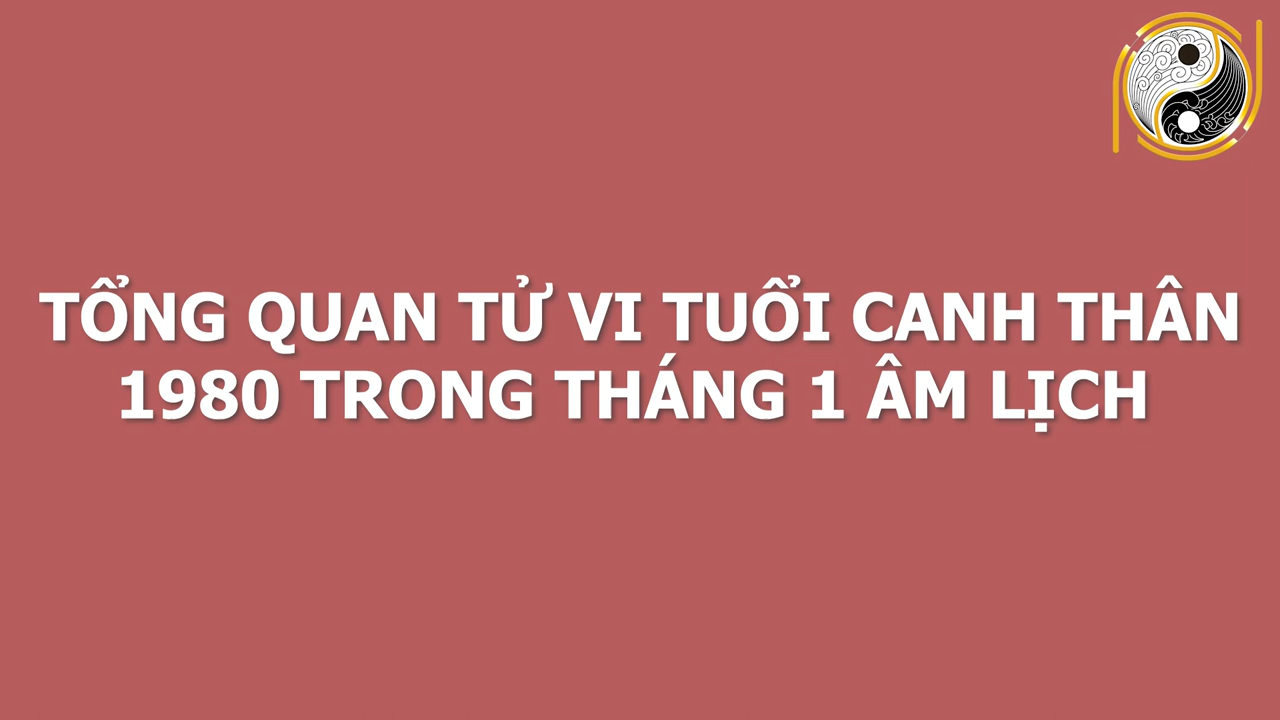 TỔNG QUAN TỬ VI TUỔI CANH THÂN
1980 TRONG THÁNG 1 ÂM LỊCH